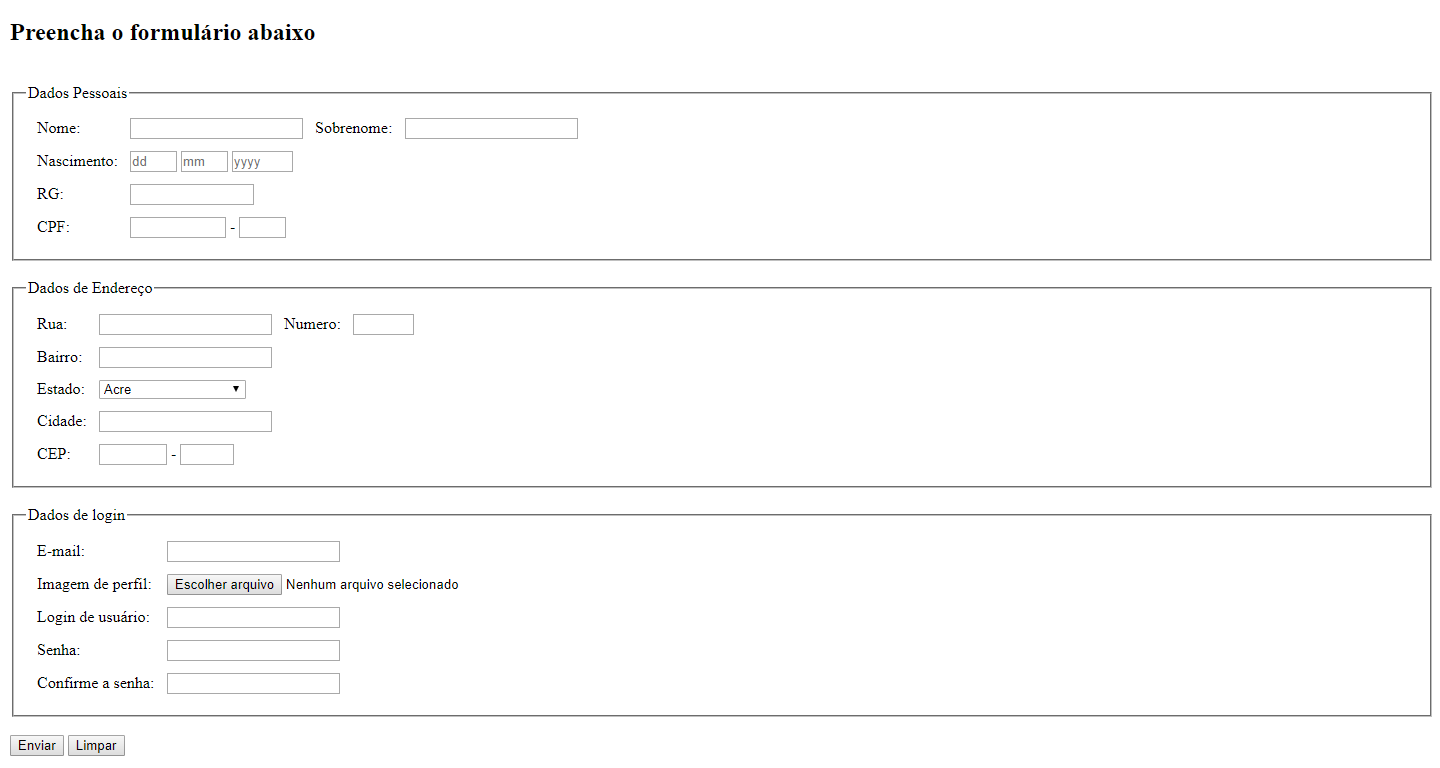 Preencha o formulário abaixo
Dados Pessoais
Nome: Sobrenome:
Nascimento: dd mm yyyy
RG:
CPF: -
Dados de Endereço
Rua: Numero:
Bairro:
Estado: Acre
Cidade:
CEP: -
Dados de login
E-mail:
Imagem de perfil: Escolher arquivo Nenhum arquivo selecionado
Login de usuário:
Senha:
Confirme a senha:
Enviar Limpar